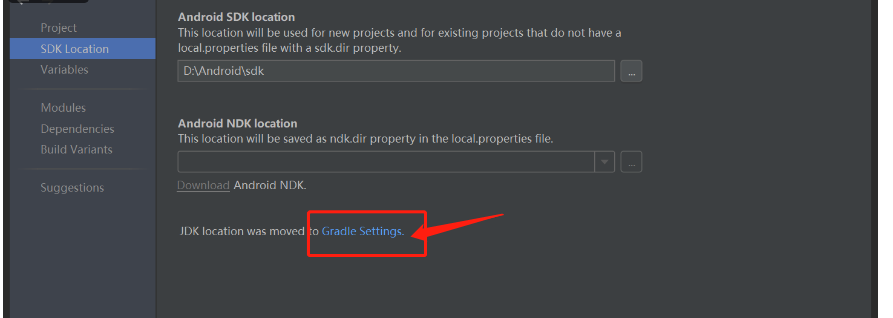 Project
SDK Location
Variables
Modules
Dependencies
Build Variants
Suggestions
Android SDK location
This location will be used for new projects and for existing projects that do not have a
local.properties file with a sdk.dir property.
D:\Android\sdk
...
Android NDK location
This location will be saved as ndk.dir property in the local.properties file.
...
Download Android NDK.
JDK location was moved to Gradle Settings.